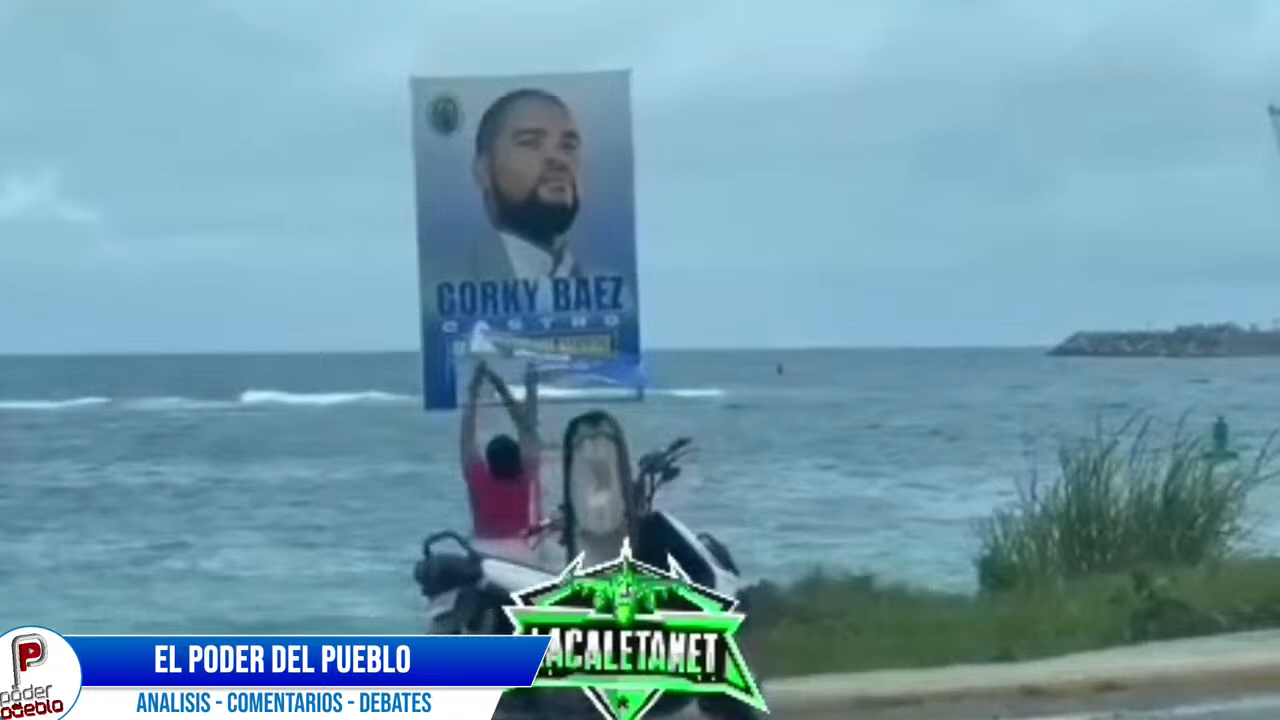 CORKY BAEZ
EL PODER DEL PUEBLO
ANALISIS - COMENTARIOS - DEBATES
LACALETANET
poder
pueblo